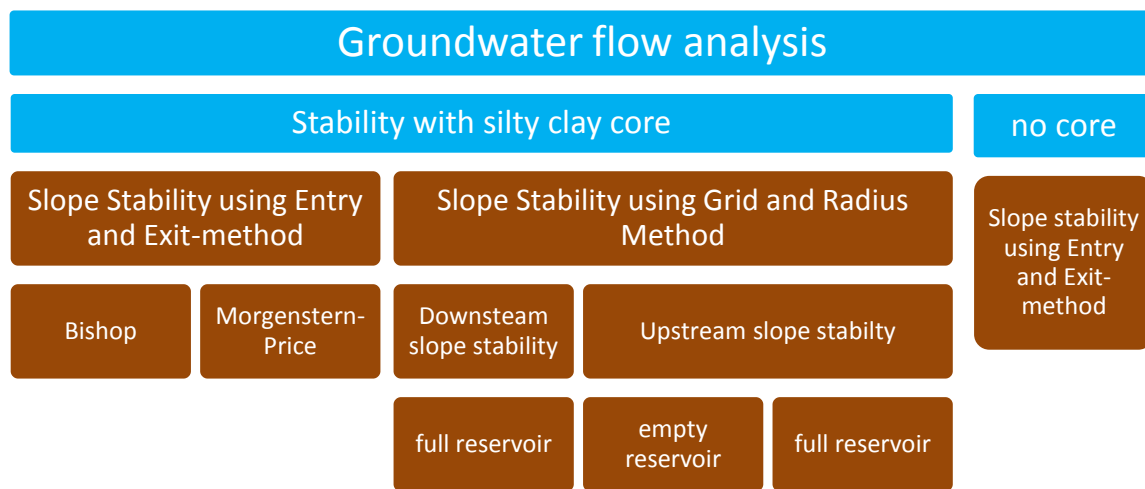 Groundwater flow analysis
Stability with silty clay core
no core
Slope Stability using Entry
and Exit-method
Slope Stability using Grid and Radius
Method
Slope stability
using Entry
and Exit-
method
Bishop
Morgenstern-
Price
Downsteam
slope stability
Upstream slope stabilty
full reservoir
empty
reservoir
full reservoir